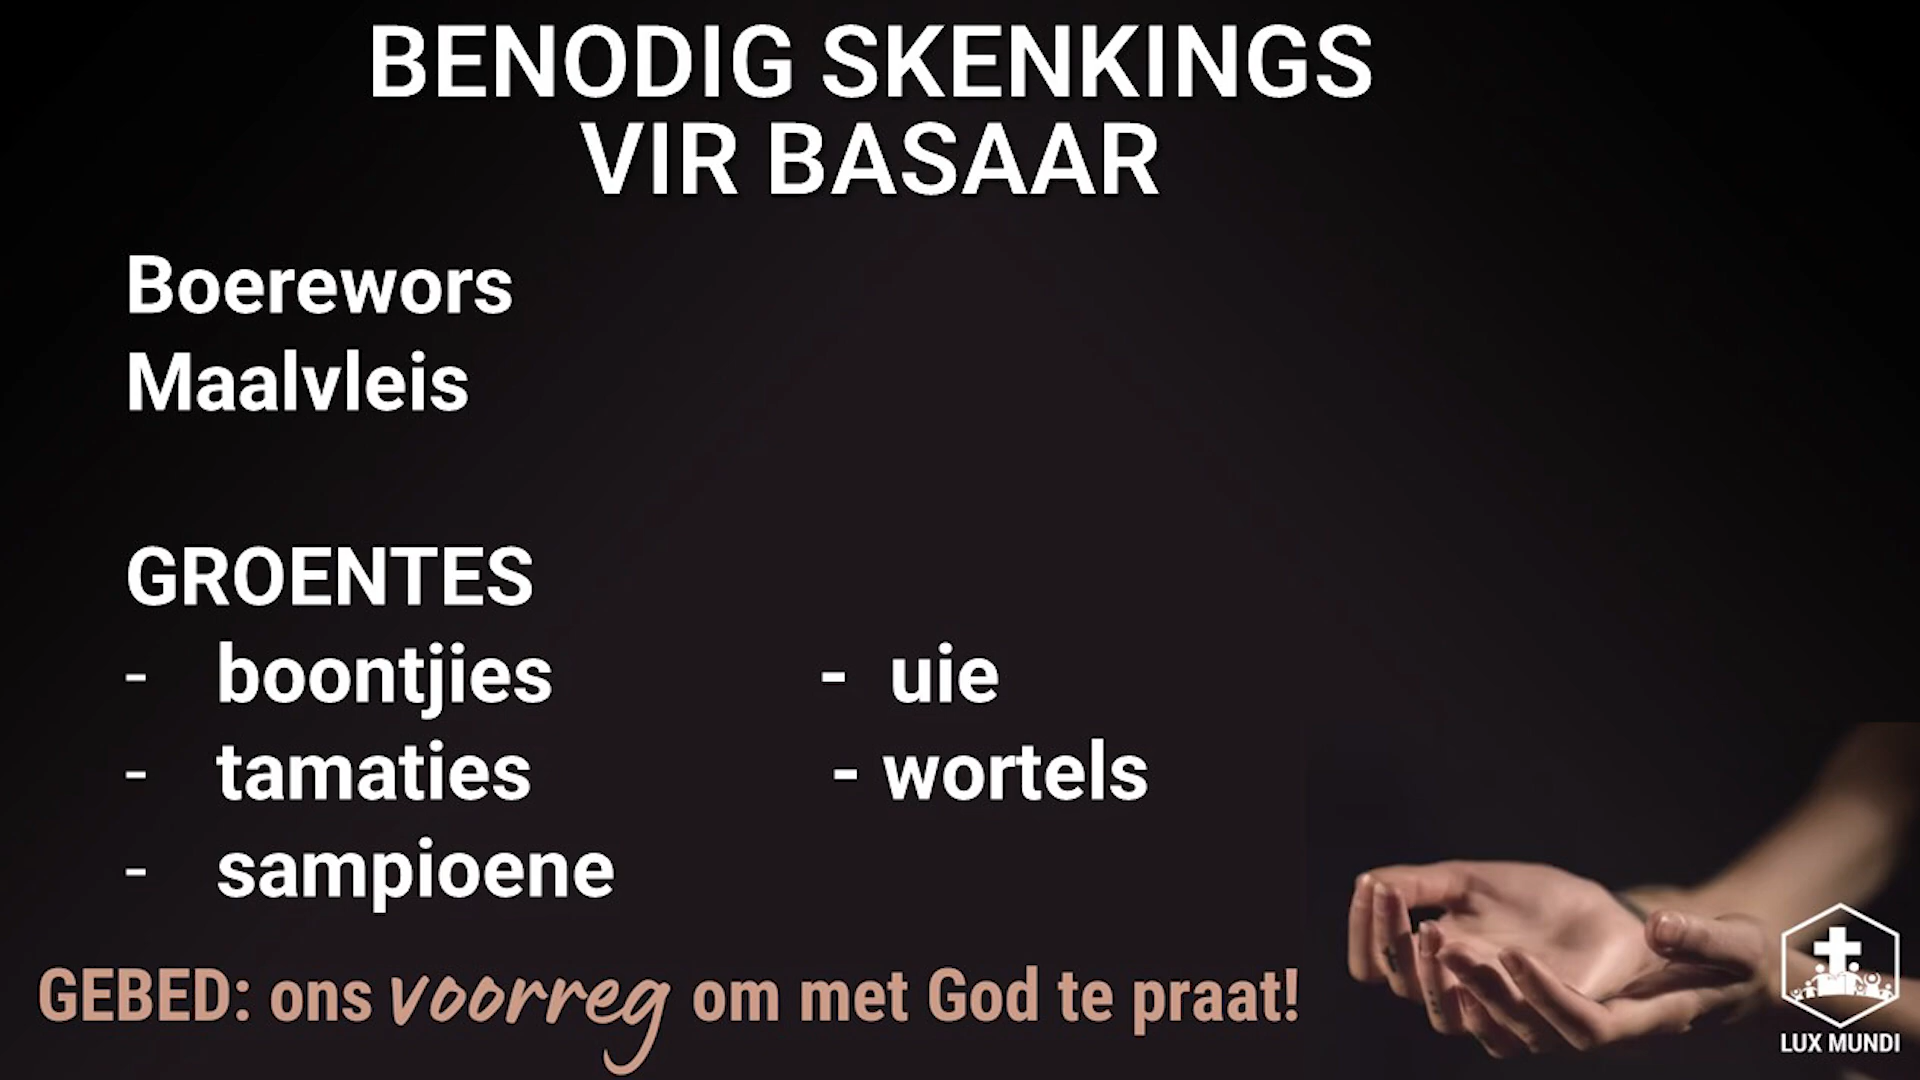 BENODIG SKENKINGS
VIR BASAAR
Boerewors
Maalvleis
GROENTES
- boontjies - uie
- tamaties - wortels
- sampioene
GEBED: ons voorreg om met God te praat!
LUX MUNDI